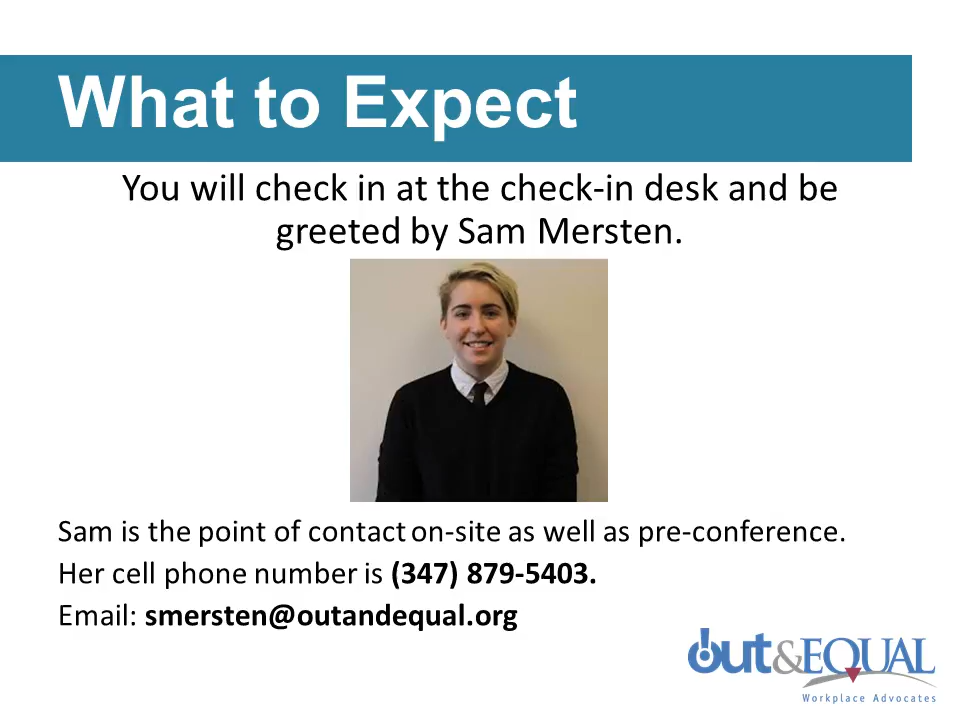 What to Expect
You will check in at the check-in desk and be
greeted by Sam Mersten.
Sam is the point of contact on-site as well as pre-conference.
Her cell phone number is (347) 879-5403.
Email: smersten@outandequal.org
Out&EQUAL
Workplace Advocates